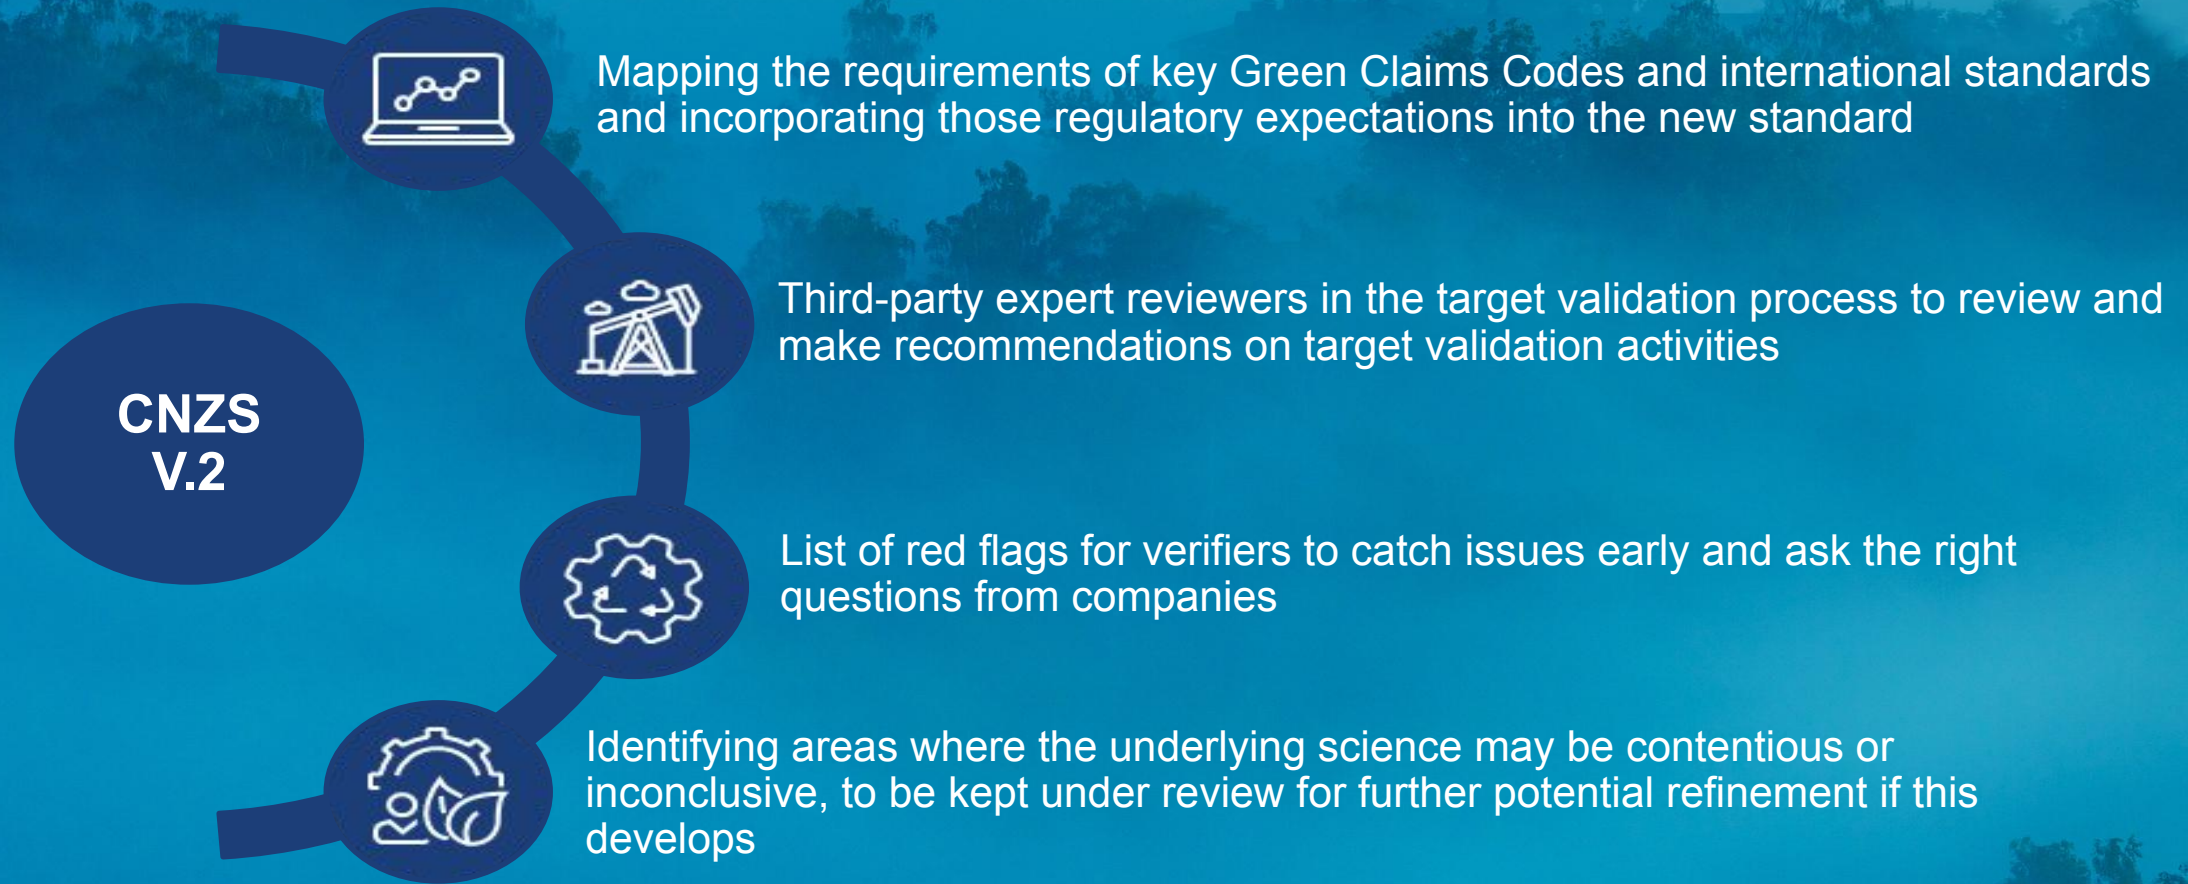 Mapping the requirements of key Green Claims Codes and international standards
and incorporating those regulatory expectations into the new standard
Third-party expert reviewers in the target validation process to review and
make recommendations on target validation activities
CNZS
V.2
List of red flags for verifiers to catch issues early and ask the right
questions from companies
Identifying areas where the underlying science may be contentious or
inconclusive, to be kept under review for further potential refinement if this
develops